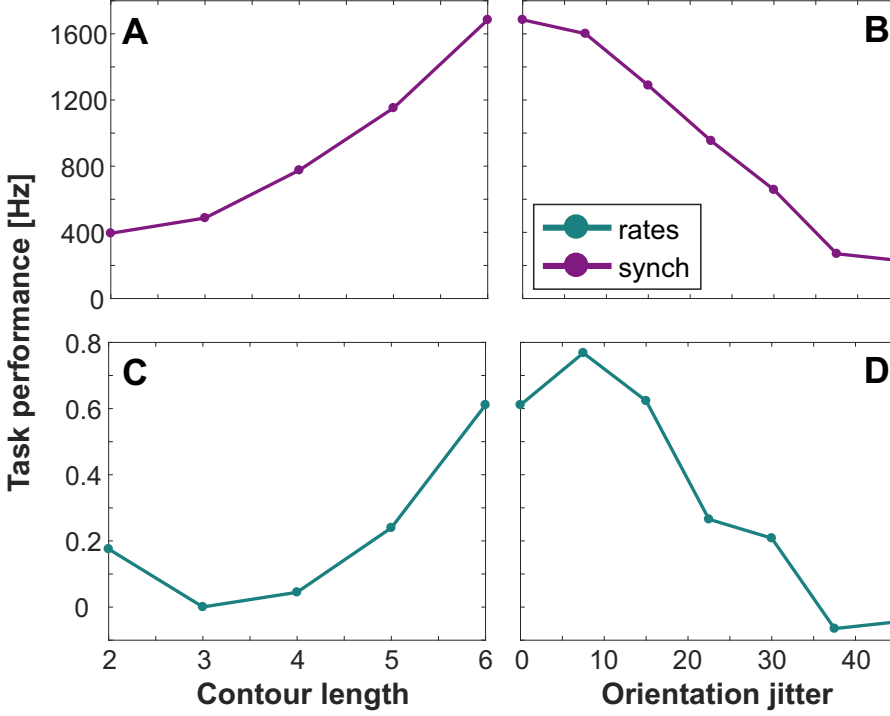 A
B
1600
1200
800
400
0
rates
synch
Task performance [Hz]
C
D
0.8
0.6
0.4
0.2
0
2 3 4 5 6
0 10 20 30 40
Contour length
Orientation jitter